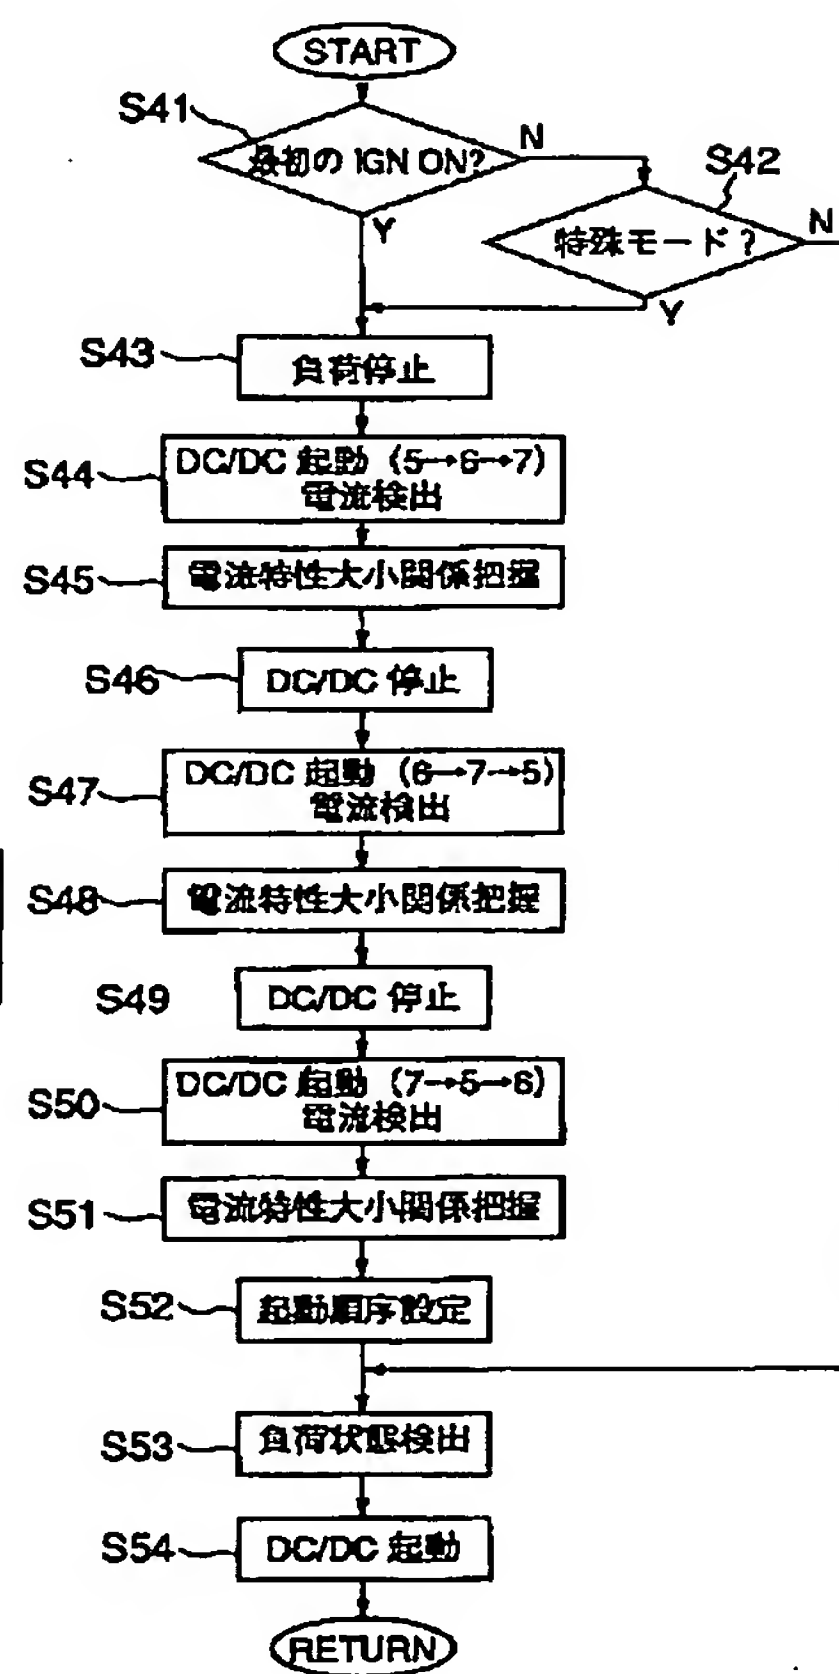 START
S41
最初の IGN ON?
N
S42
特殊モード?
N
Y
Y
S43
負荷停止
S44
DC/DC 起動 (5→6→7)
電流検出
S45
電流特性大小関係把握
S46
DC/DC 停止
S47
DC/DC 起動 (6→7→5)
電流検出
S48
電流特性大小関係把握
S49
DC/DC 停止
S50
DC/DC 起動 (7→5→6)
電流検出
S51
電流特性大小関係把握
S52
起動順序設定
S53
負荷状態検出
S54
DC/DC 起動
RETURN